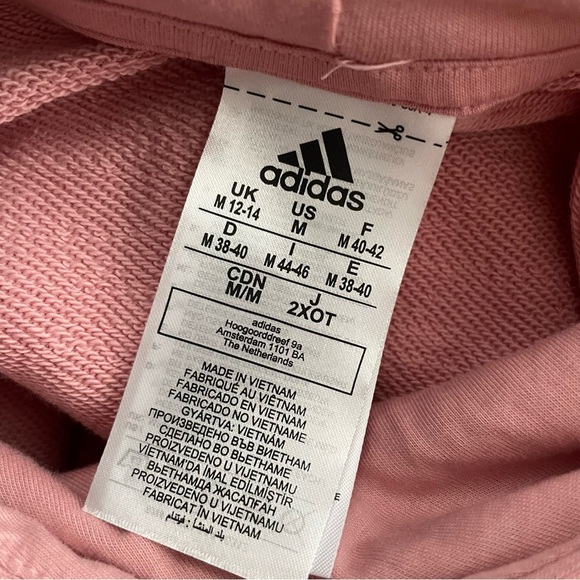 adidas
UK US F
M 12-14 M M 40-42
D I E
M 38-40 M 44-46 M 38-40
CDN J
M/M 2XOT
adidas
Hoogoorddreef 9a
Amsterdam 1101 BA
The Netherlands
MADE IN VIETNAM
FABRIQUÉ AU VIÊTNAM
FABRICADO EN VIETNAM
FABRICADO NO VIETNAME
GYÁRTVA: VIETNAM
ПРОИЗВЕДЕНО ВЪВ ВИЕТНАМ
PROIZVEDENO U VIJETNAMU
СДЕЛАНО ВО ВЬЕТНАМЕ
VİETNAM'DA İMAL EDİLMİŞTİR
ВЬЕТНАМДА ЖАСАЛҒАН
PROIZVEDENO U VIJETNAMU
FABRICAT ÎN VIETNAM
بلد المنشأ: فيتنام